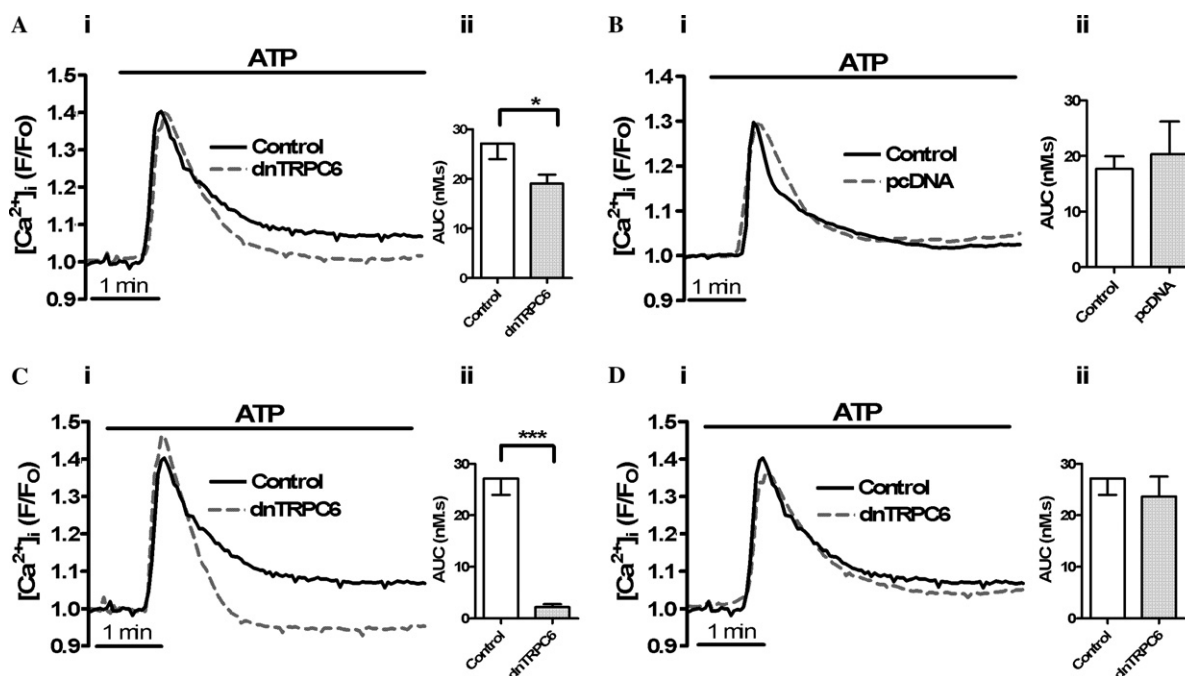 A i ii
ATP
[Ca2+]i (F/Fo)
1.5
1.4
1.3
1.2
1.1
1.0
0.9
Control
dnTRPC6
1 min
*
AUC (nM.s)
30
20
10
0
Control
dnTRPC6
B i ii
ATP
[Ca2+]i (F/Fo)
1.4
1.3
1.2
1.1
1.0
0.9
Control
pcDNA
1 min
AUC (nM.s)
30
20
10
0
Control
pcDNA
C i ii
ATP
[Ca2+]i (F/Fo)
1.5
1.4
1.3
1.2
1.1
1.0
0.9
Control
dnTRPC6
1 min
***
AUC (nM.s)
30
20
10
0
Control
dnTRPC6
D i ii
ATP
[Ca2+]i (F/Fo)
1.5
1.4
1.3
1.2
1.1
1.0
0.9
Control
dnTRPC6
1 min
AUC (nM.s)
30
20
10
0
Control
dnTRPC6